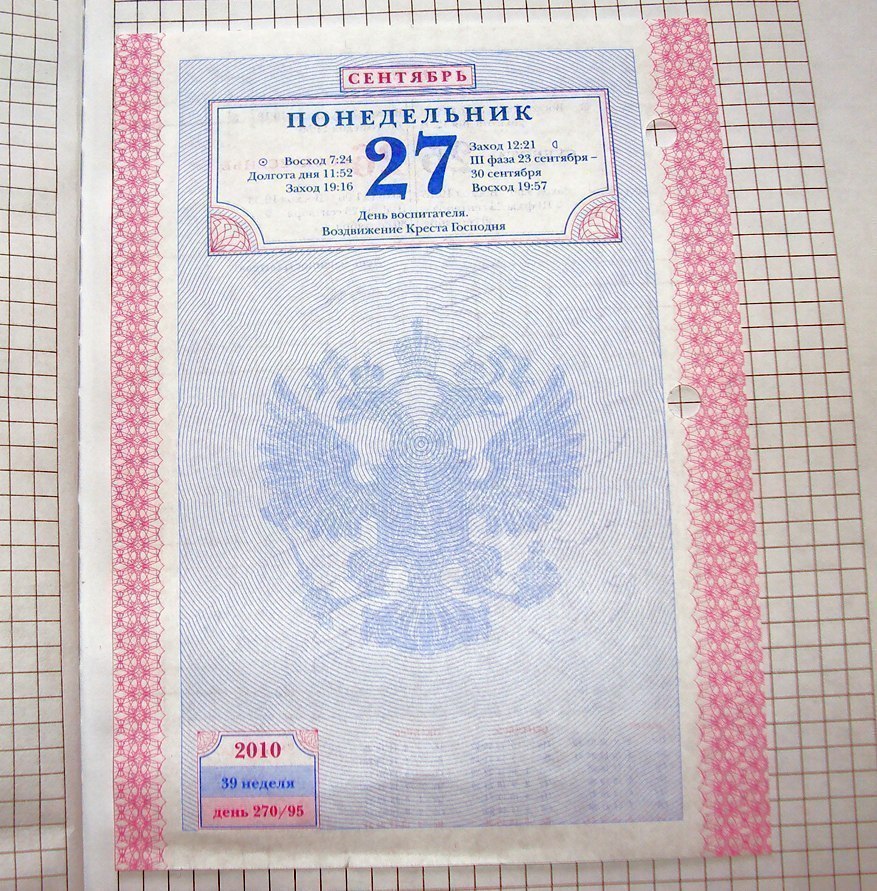 СЕНТЯБРЬ
ПОНЕДЕЛЬНИК
Восход 7:24
Долгота дня 11:52
Заход 19:16
27
Заход 12:21
III фаза 23 сентября –
30 сентября
Восход 19:57
День воспитателя.
Воздвижение Креста Господня
2010
39 неделя
день 270/95